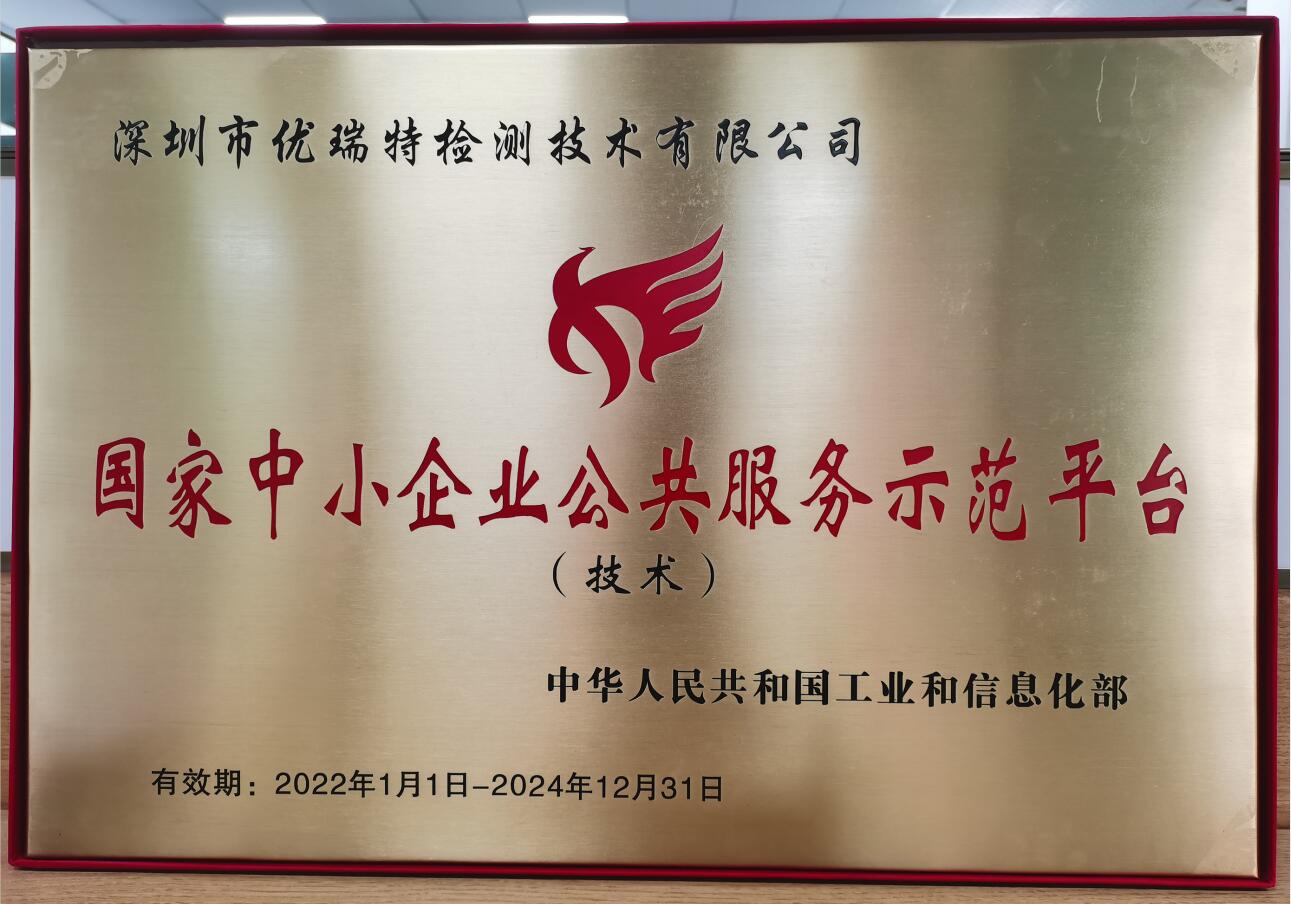 深圳市优瑞特检测技术有限公司
国家中小企业公共服务示范平台
（技术）
中华人民共和国工业和信息化部
有效期：2022年1月1日-2024年12月31日